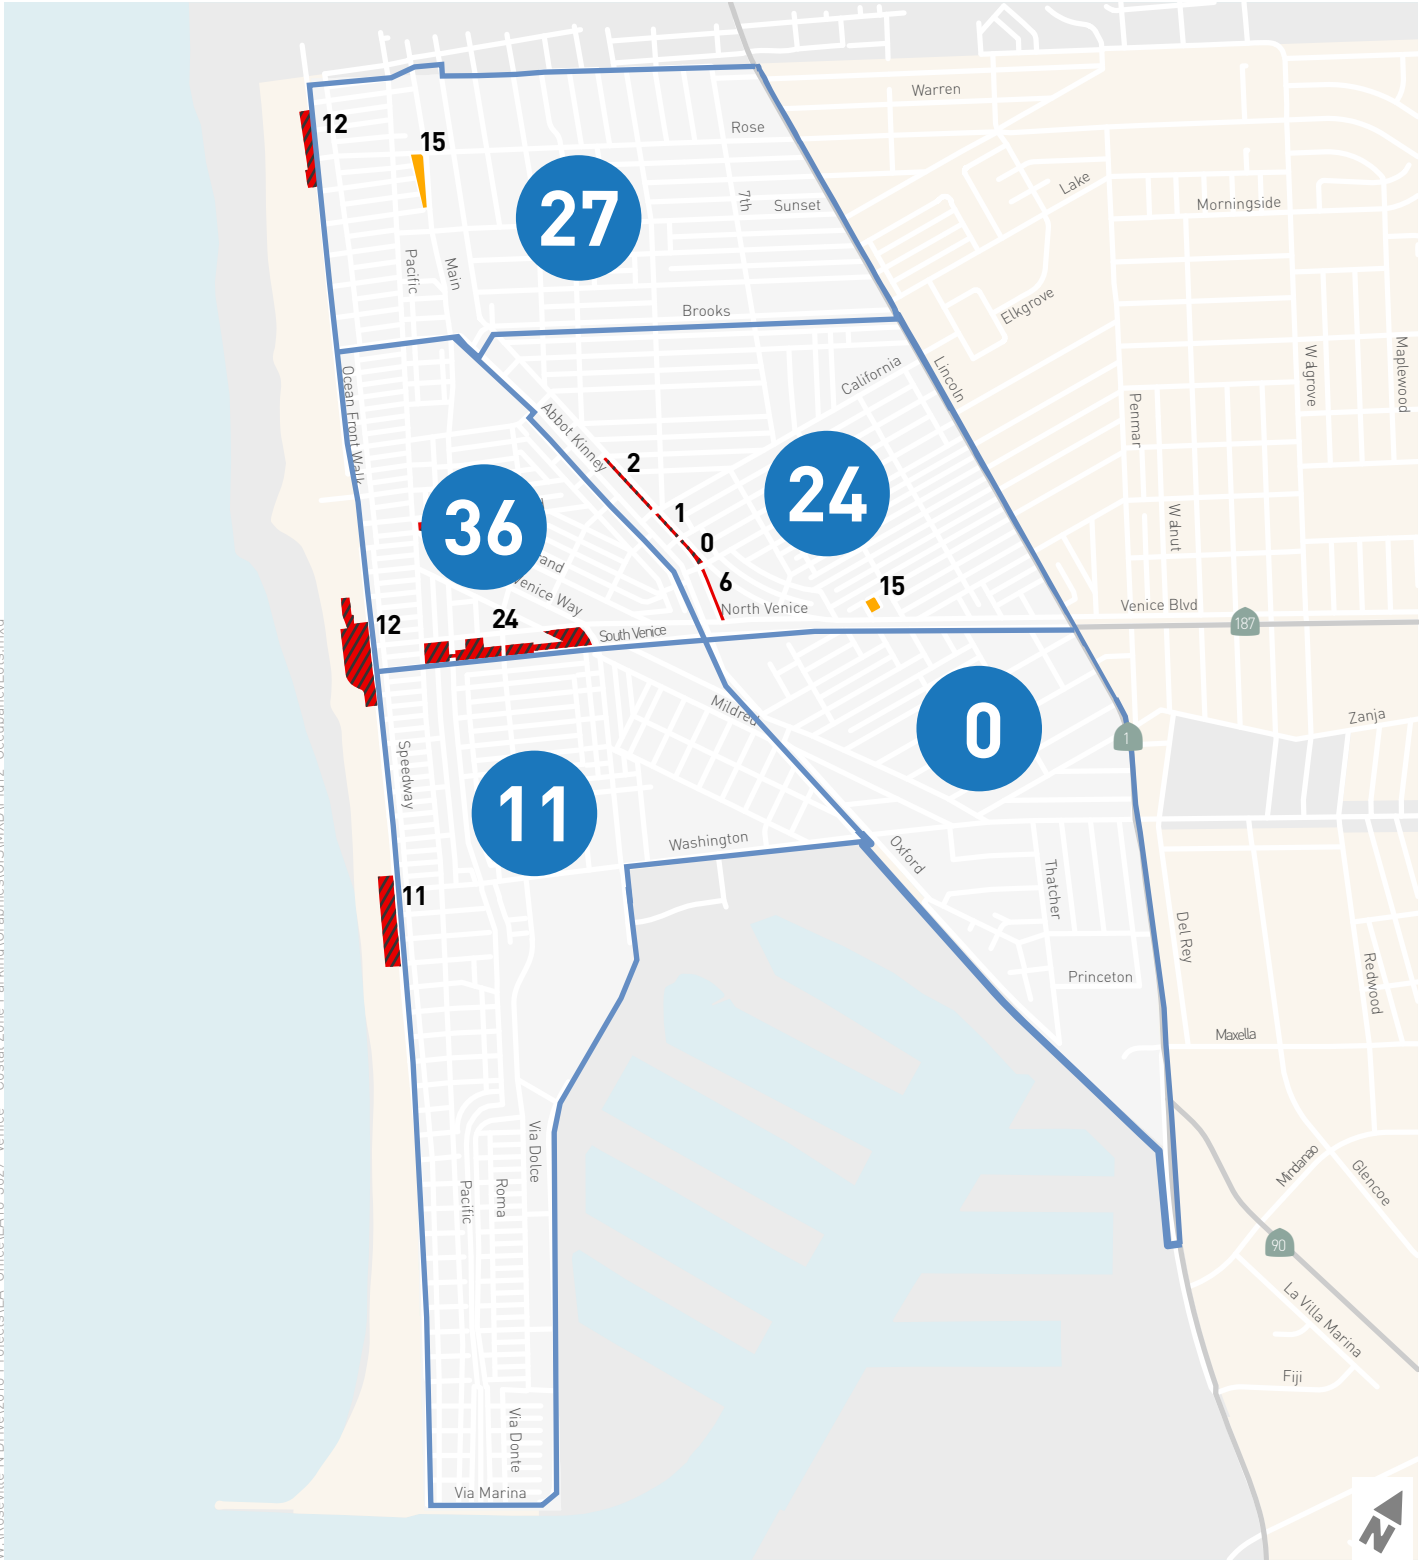 Warren
12
Rose
15
Lake
27
7th
Sunset
Morningside
Pacific
Main
Elkgrove
Brooks
Ocean Front Walk
California
Lincoln
Wagrove
Maplewood
Penmar
Abbot Kinney
2
24
1
36
Walnut
0
and
Venice Way
6
15
North Venice
Venice Blvd
187
12
24
South Venice
Mildred
0
Zanja
1
Speedway
11
Washington
Oxford
Thatcher
11
Del Rey
Redwood
Princeton
Maxella
Via Dolce
Mindanao
Glencoe
Pacific
Roma
90
La Villa Marina
Fiji
Via Donte
Via Marina
N